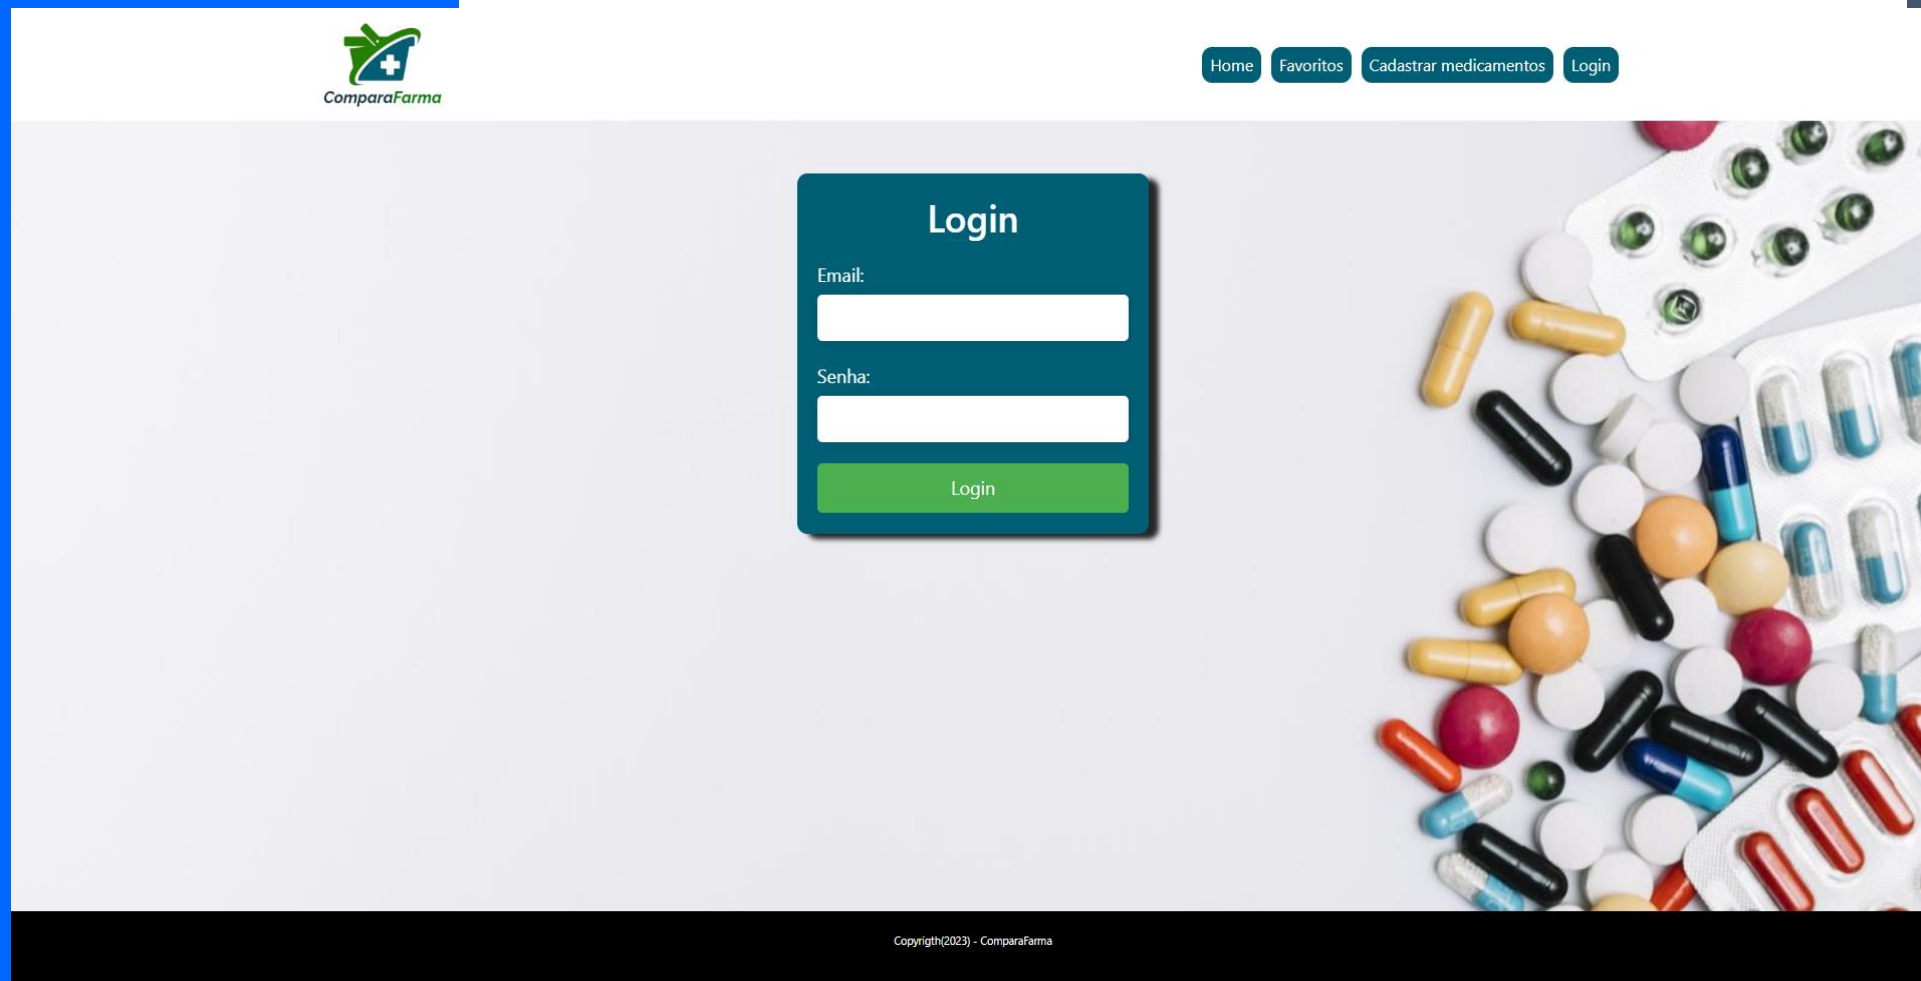 ComparaFarma
Home Favoritos Cadastrar medicamentos Login
Login
Email:
Senha:
Login
Copyrigth(2023) - ComparaFarma